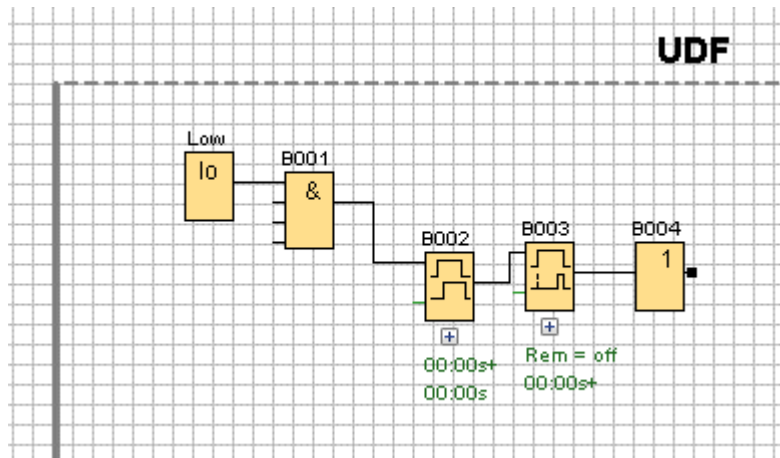 UDF
Low
lo
B001
&
B002
B003
B004
1
00:00s+
00:00s
Rem = off
00:00s+